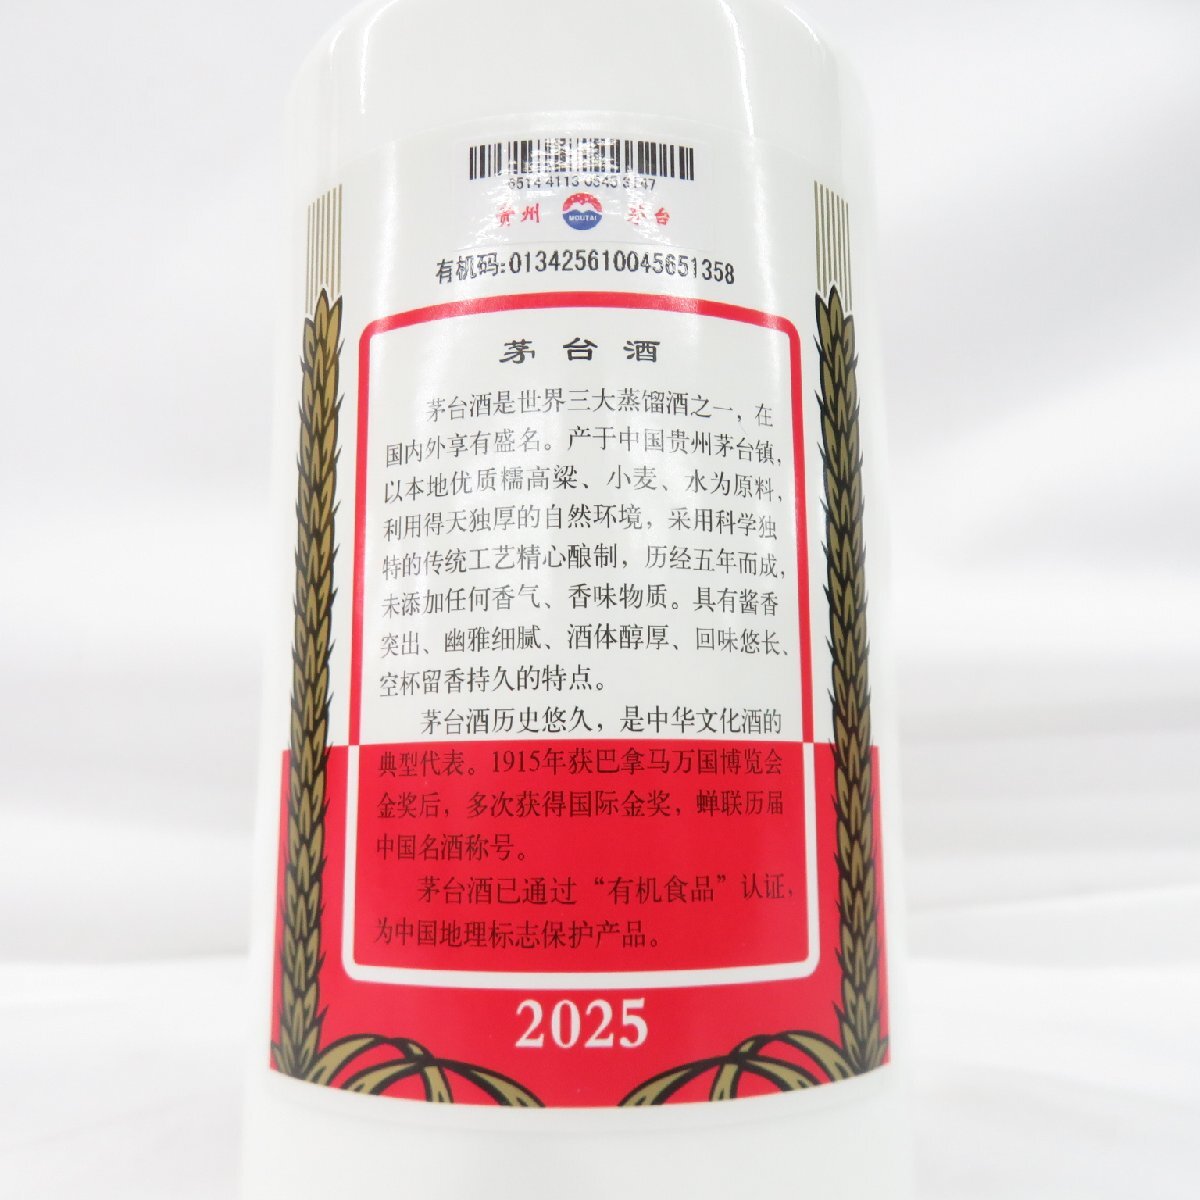 贵州 MOUTAI 茅台
有机码:013425610045651358
茅台酒
茅台酒是世界三大蒸馏酒之一，在
国内外享有盛名。产于中国贵州茅台镇，
以本地优质糯高粱、小麦、水为原料，
利用得天独厚的自然环境，采用科学独
特的传统工艺精心酿制，历经五年而成，
未添加任何香气、香味物质。具有酱香
突出、幽雅细腻、酒体醇厚、回味悠长、
空杯留香持久的特点。
茅台酒历史悠久，是中华文化酒的
典型代表。1915年获巴拿马万国博览会
金奖后，多次获得国际金奖，蝉联历届
中国名酒称号。
茅台酒已通过“有机食品”认证，
为中国地理标志保护产品。
2025